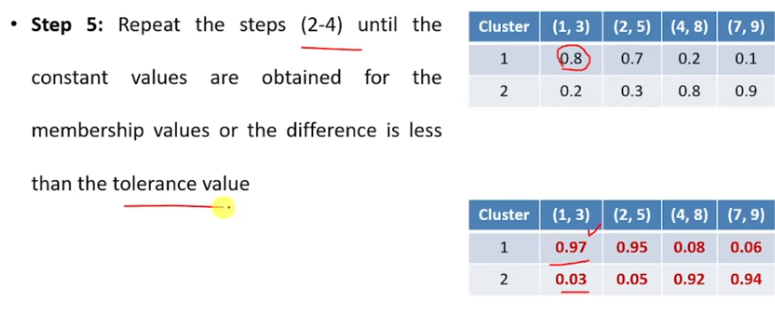 • Step 5: Repeat the steps (2-4) until the
constant values are obtained for the
membership values or the difference is less
than the tolerance value
Cluster (1, 3) (2, 5) (4, 8) (7, 9)
1 0.8 0.7 0.2 0.1
2 0.2 0.3 0.8 0.9
Cluster (1, 3) (2, 5) (4, 8) (7, 9)
1 0.97 0.95 0.08 0.06
2 0.03 0.05 0.92 0.94